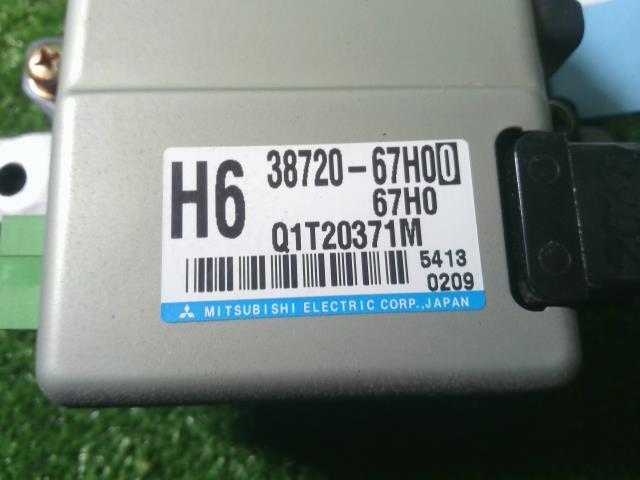 H6 38720-67H00
67H0
Q1T20371M
5413
0209
MITSUBISHI ELECTRIC CORP., JAPAN